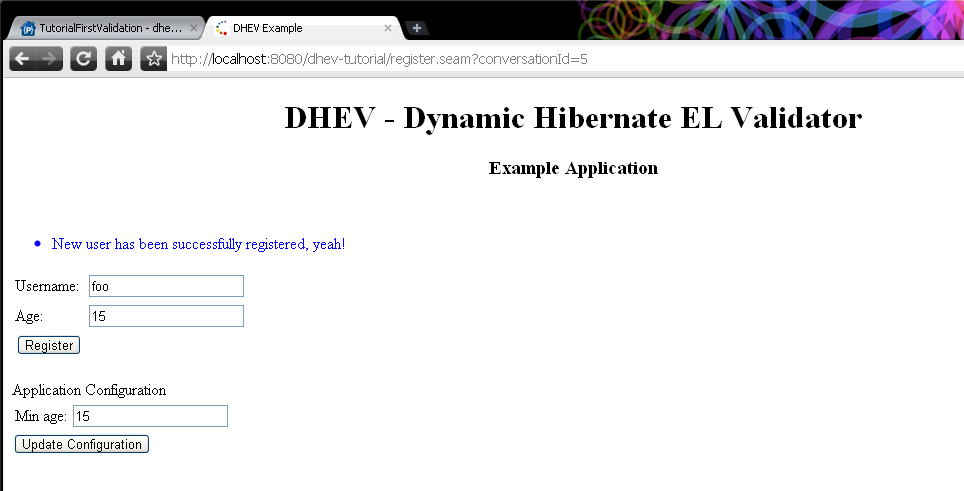 TutorialFirstValidation - dhe...
DHEV Example
http://localhost:8080/dhev-tutorial/register.seam?conversationId=5
DHEV - Dynamic Hibernate EL Validator
Example Application
New user has been successfully registered, yeah!
Username: foo
Age: 15
Register
Application Configuration
Min age: 15
Update Configuration